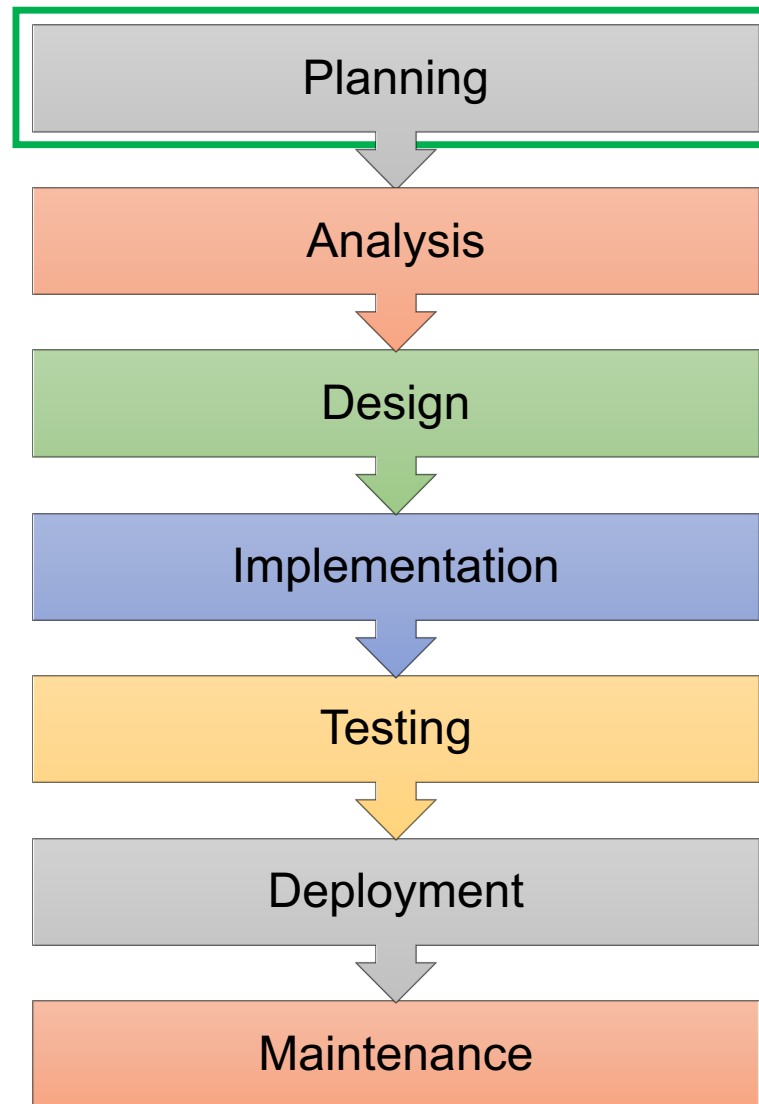 Planning
Analysis
Design
Implementation
Testing
Deployment
Maintenance